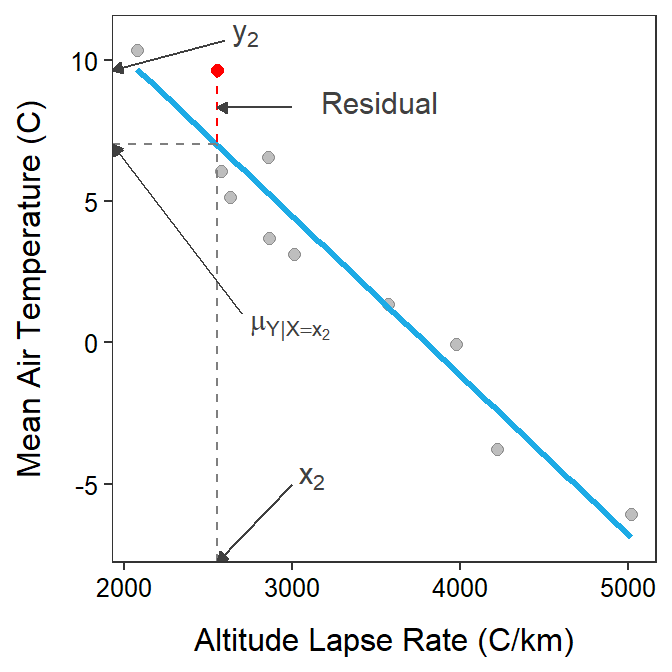 y₂
10
Residual
5
μY|X=x₂
0
-5
x₂
2000 3000 4000 5000
Altitude Lapse Rate (C/km)
Mean Air Temperature (C)